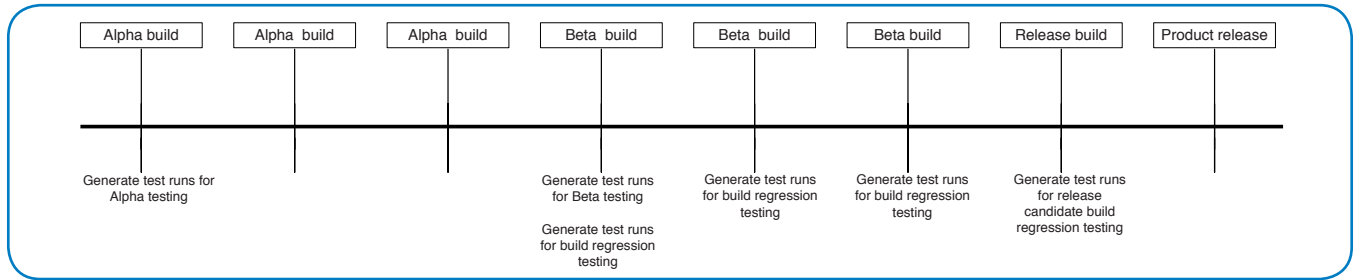 Alpha build
Alpha build
Alpha build
Beta build
Beta build
Beta build
Release build
Product release
Generate test runs for
Alpha testing
Generate test runs
for Beta testing
Generate test runs
for build regression
testing
Generate test runs
for build regression
testing
Generate test runs
for build regression
testing
Generate test runs
for release
candidate build
regression testing